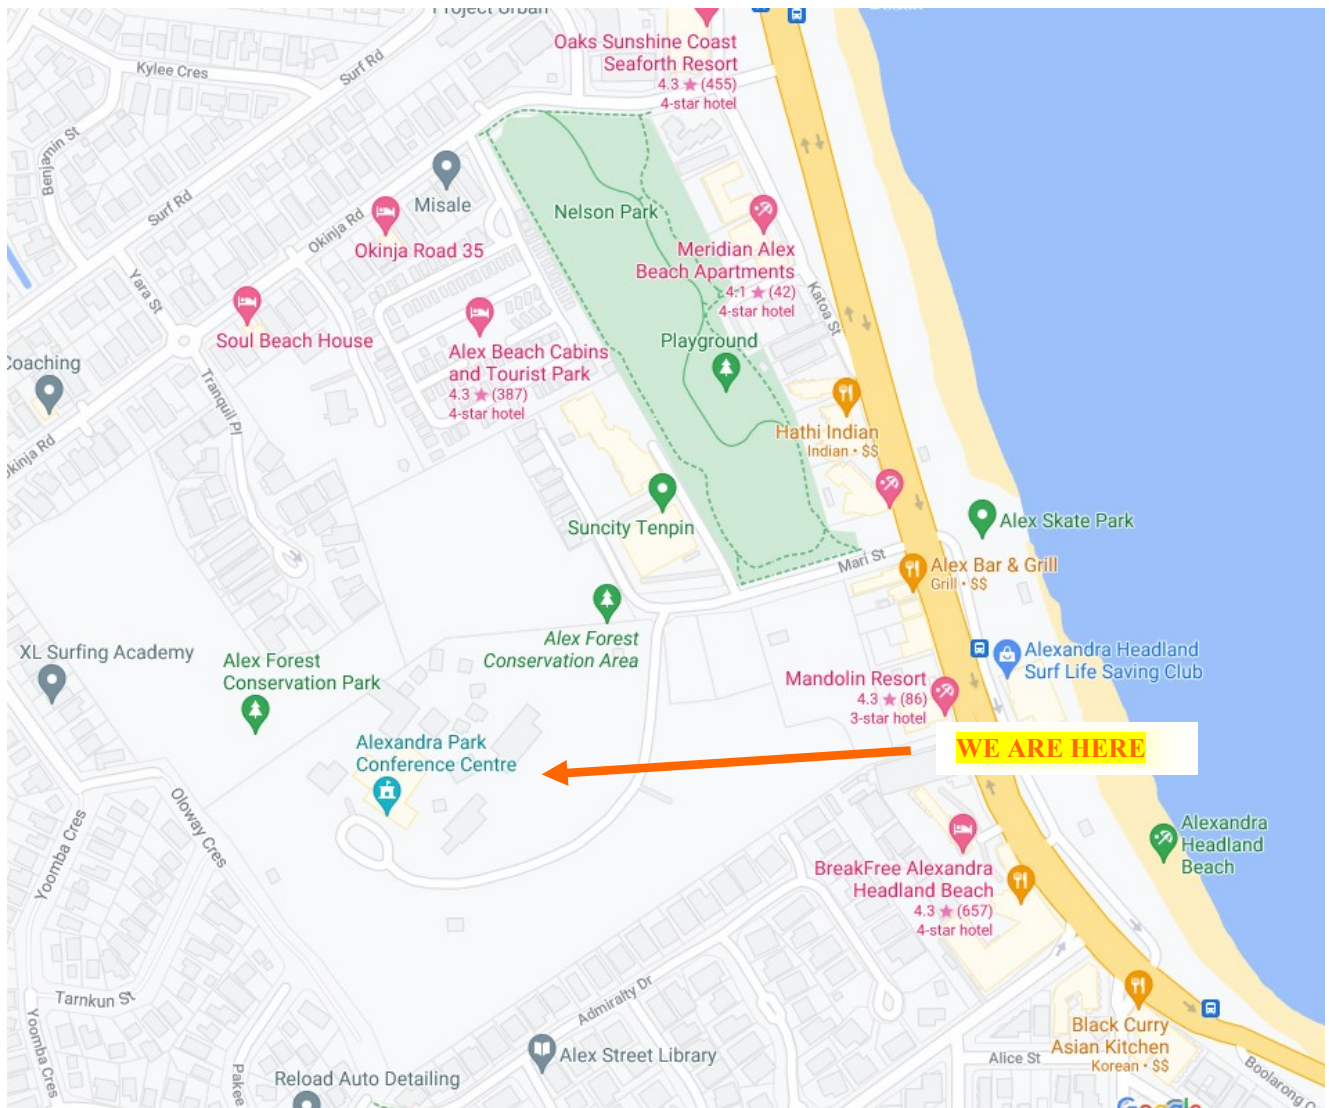 Project Urban
Oaks Sunshine Coast
Seaforth Resort
4.3 ★ (455)
4-star hotel
Kylee Cres
Surf Rd
Benjamin St
Surf Rd
Misale
Okinja Rd
Okinja Road 35
Nelson Park
Meridian Alex
Beach Apartments
4.1 ★ (42)
4-star hotel
Katoa St
Yara St
Soul Beach House
Alex Beach Cabins
and Tourist Park
4.3 ★ (387)
4-star hotel
Playground
Coaching
Tranquil Pl
Okinja Rd
Hathi Indian
Indian • $$
Suncity Tenpin
Alex Skate Park
Mari St
Alex Bar & Grill
Grill • $$
Alex Forest
Conservation Area
XL Surfing Academy
Alex Forest
Conservation Park
Alexandra Headland
Surf Life Saving Club
Mandolin Resort
4.3 ★ (86)
3-star hotel
Alexandra Park
Conference Centre
WE ARE HERE
Oloway Cres
Yoomba Cres
Alexandra
Headland
Beach
BreakFree Alexandra
Headland Beach
4.3 ★ (657)
4-star hotel
Admiralty Dr
Tarnkun St
Yoomba Cres
Pakee
Alex Street Library
Reload Auto Detailing
Black Curry
Asian Kitchen
Korean • $$
Alice St
Boolarong C
Google